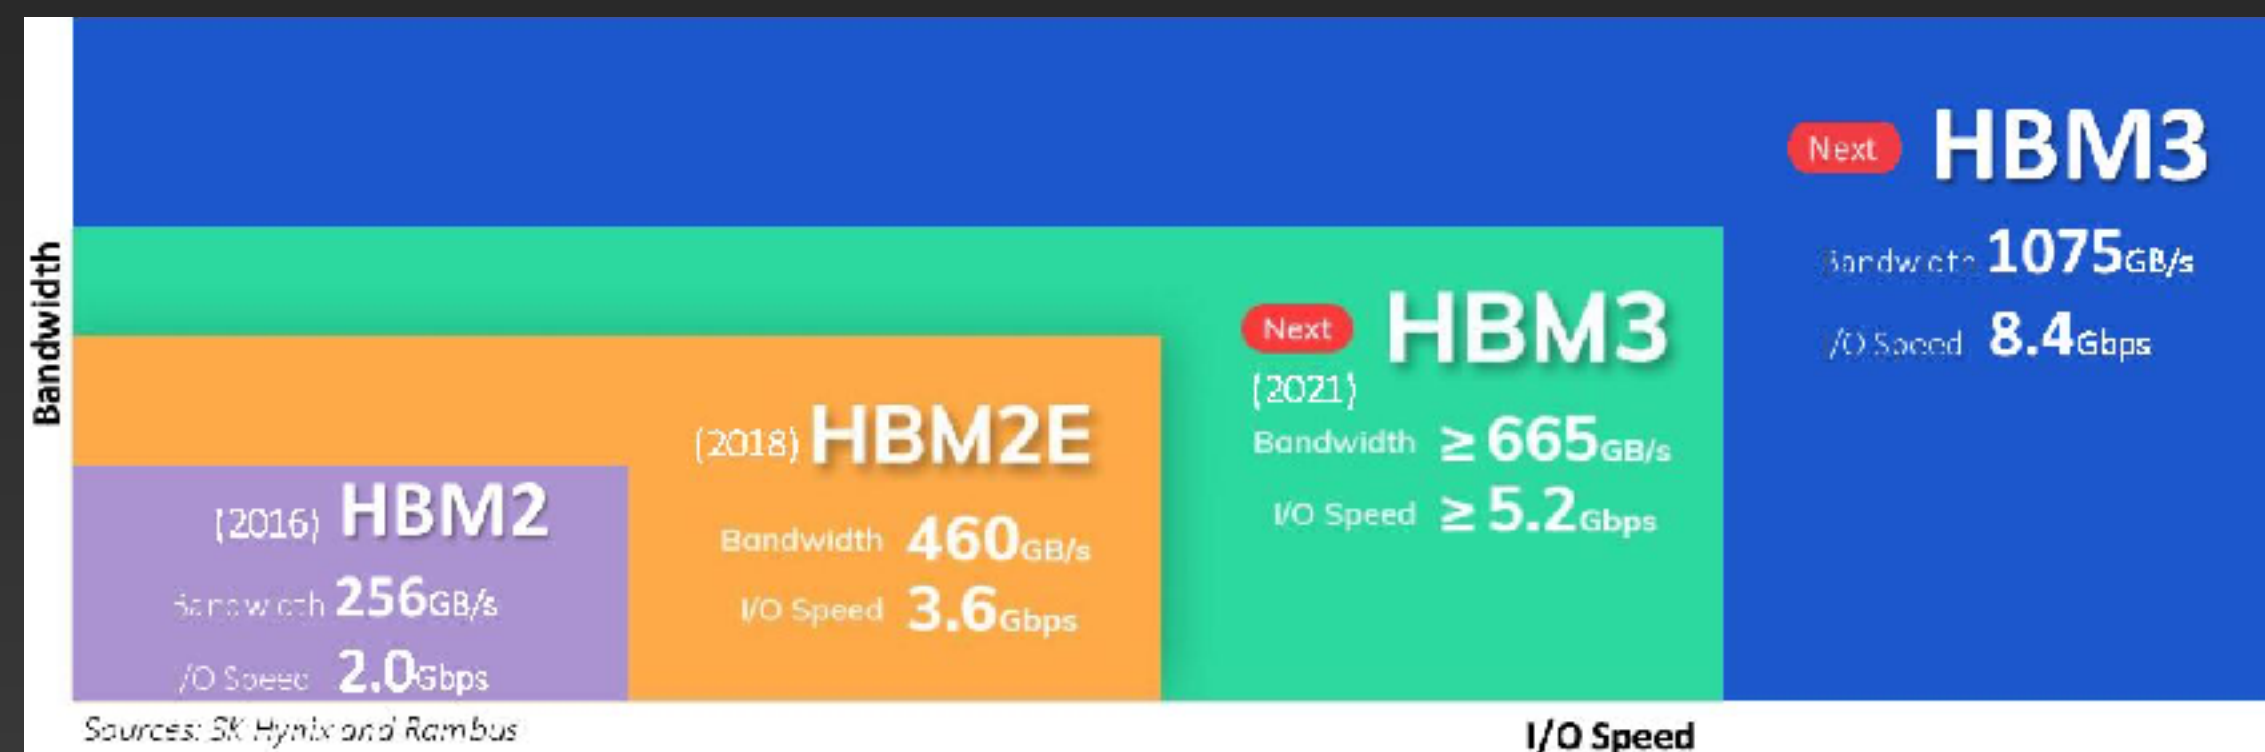 Bandwidth
Next HBM3
Bandwidth 1075GB/s
I/O Speed 8.4Gbps
Next HBM3
(2021)
Bandwidth ≥ 665GB/s
I/O Speed ≥ 5.2Gbps
(2018) HBM2E
Bandwidth 460GB/s
I/O Speed 3.6Gbps
(2016) HBM2
Bandwidth 256GB/s
I/O Speed 2.0Gbps
Sources: SK Hynix and Rambus
I/O Speed